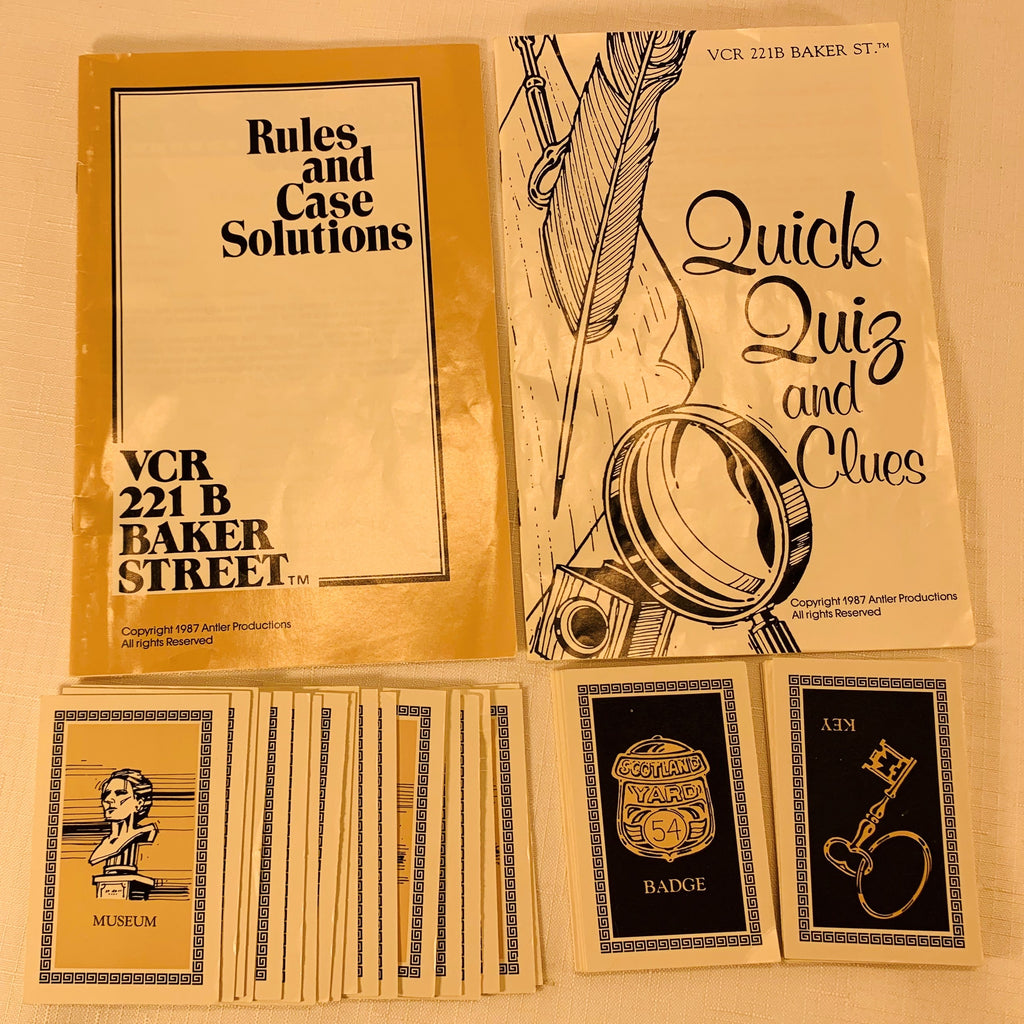 Rules
and
Case
Solutions
VCR
221 B
BAKER
STREET™
Copyright 1987 Antler Productions
All rights Reserved
VCR 221B BAKER ST.™
Quick
Quiz
and
Clues
Copyright 1987 Antler Productions
All rights Reserved
MUSEUM
SCOTLAND
YARD
54
BADGE
KEY